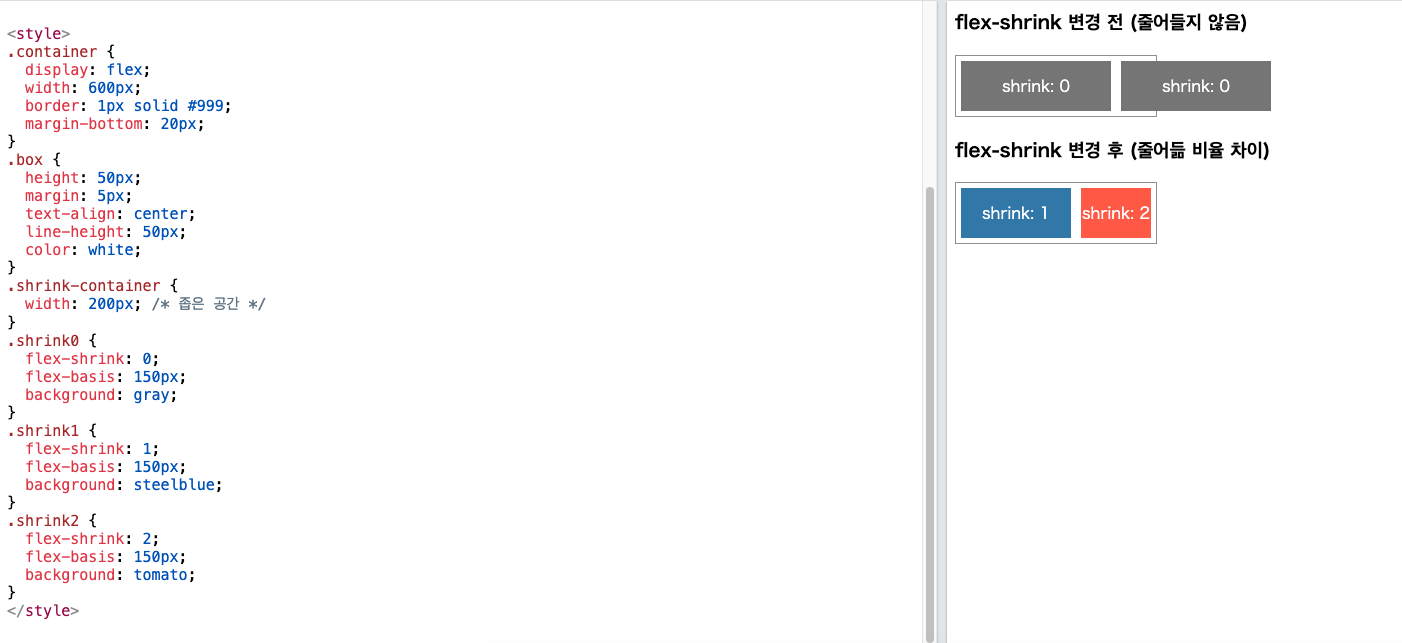 <style>
.container {
  display: flex;
  width: 600px;
  border: 1px solid #999;
  margin-bottom: 20px;
}
.box {
  height: 50px;
  margin: 5px;
  text-align: center;
  line-height: 50px;
  color: white;
}
.shrink-container {
  width: 200px; /* 좁은 공간 */
}
.shrink0 {
  flex-shrink: 0;
  flex-basis: 150px;
  background: gray;
}
.shrink1 {
  flex-shrink: 1;
  flex-basis: 150px;
  background: steelblue;
}
.shrink2 {
  flex-shrink: 2;
  flex-basis: 150px;
  background: tomato;
}
</style>
flex-shrink 변경 전 (줄어들지 않음)
shrink: 0
shrink: 0
flex-shrink 변경 후 (줄어듦 비율 차이)
shrink: 1
shrink: 2